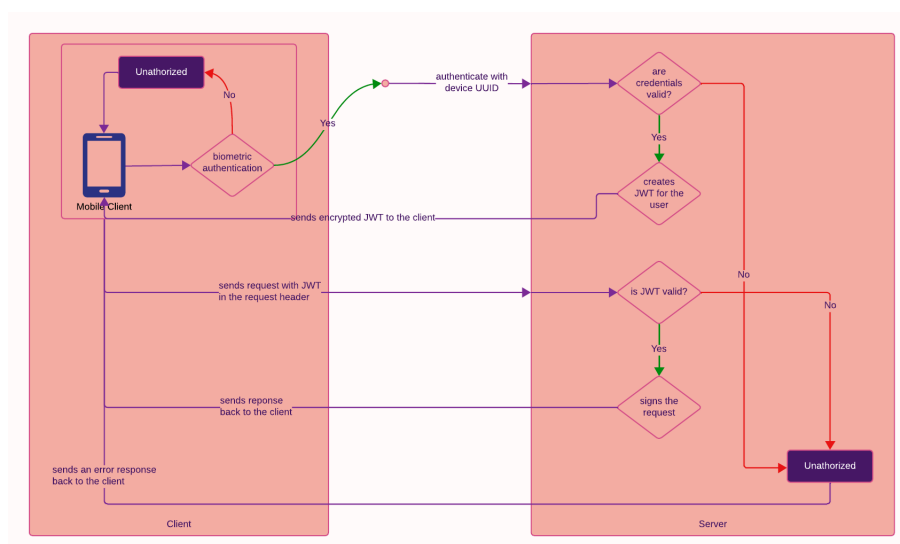 Unathorized
No
biometric
authentication
Mobile Client
Yes
authenticate with
device UUID
are
credentials
valid?
Yes
creates
JWT for the
user
sends encrypted JWT to the client
sends request with JWT
in the request header
is JWT valid?
No
No
Yes
signs the
request
sends reponse
back to the client
sends an error response
back to the client
Unathorized
Client
Server